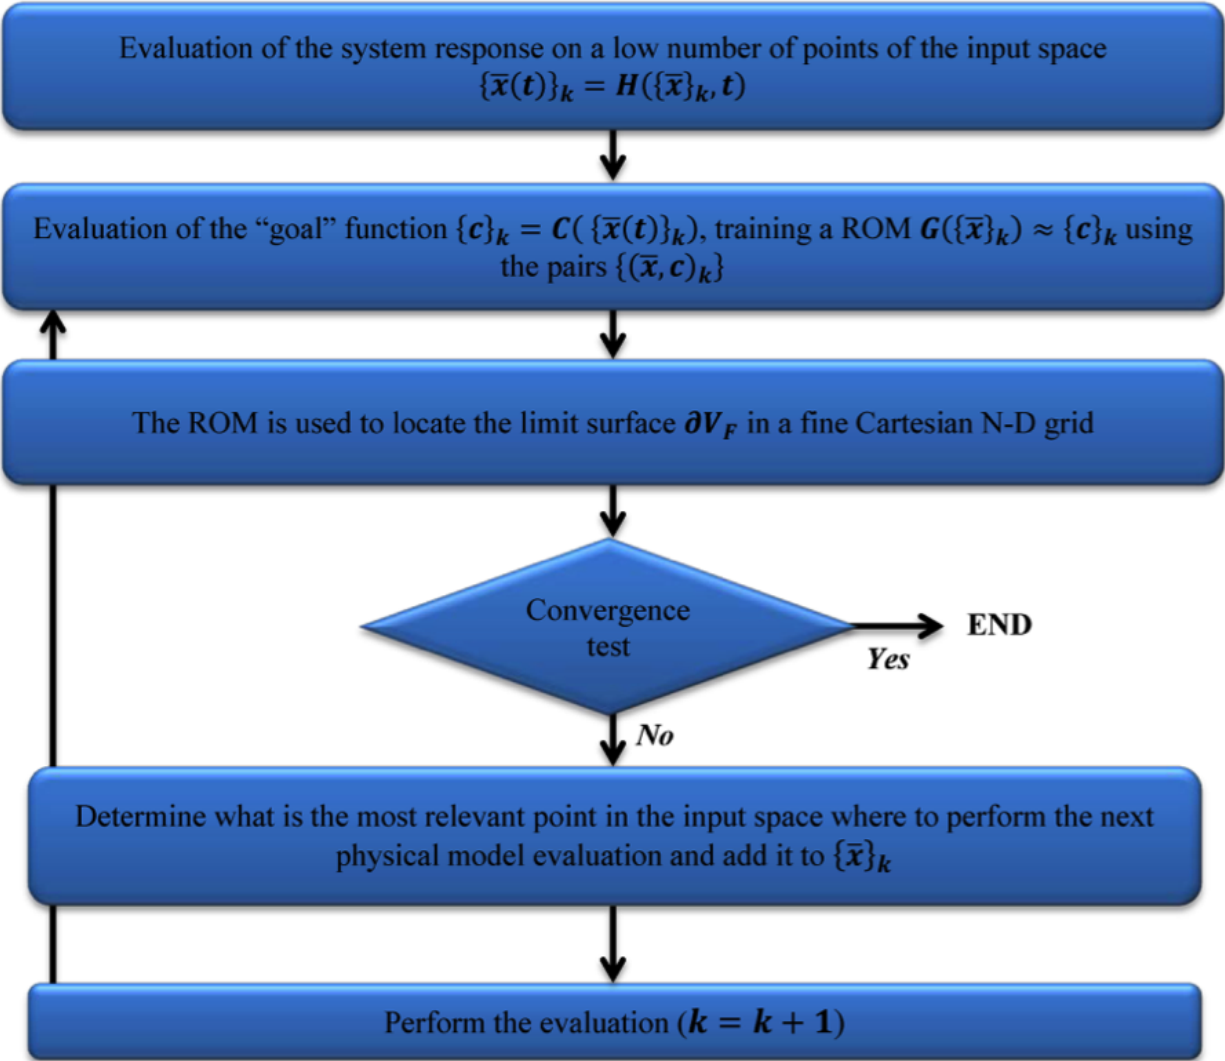 Evaluation of the system response on a low number of points of the input space
{x̅(t)}ₖ = H({x̅}ₖ, t)
Evaluation of the “goal” function {c}ₖ = C( {x̅(t)}ₖ), training a ROM G({x̅}ₖ) ≈ {c}ₖ using
the pairs {(x̅, c)ₖ}
The ROM is used to locate the limit surface ∂V_F in a fine Cartesian N-D grid
Convergence
test
END
Yes
No
Determine what is the most relevant point in the input space where to perform the next
physical model evaluation and add it to {x̅}ₖ
Perform the evaluation (k = k + 1)